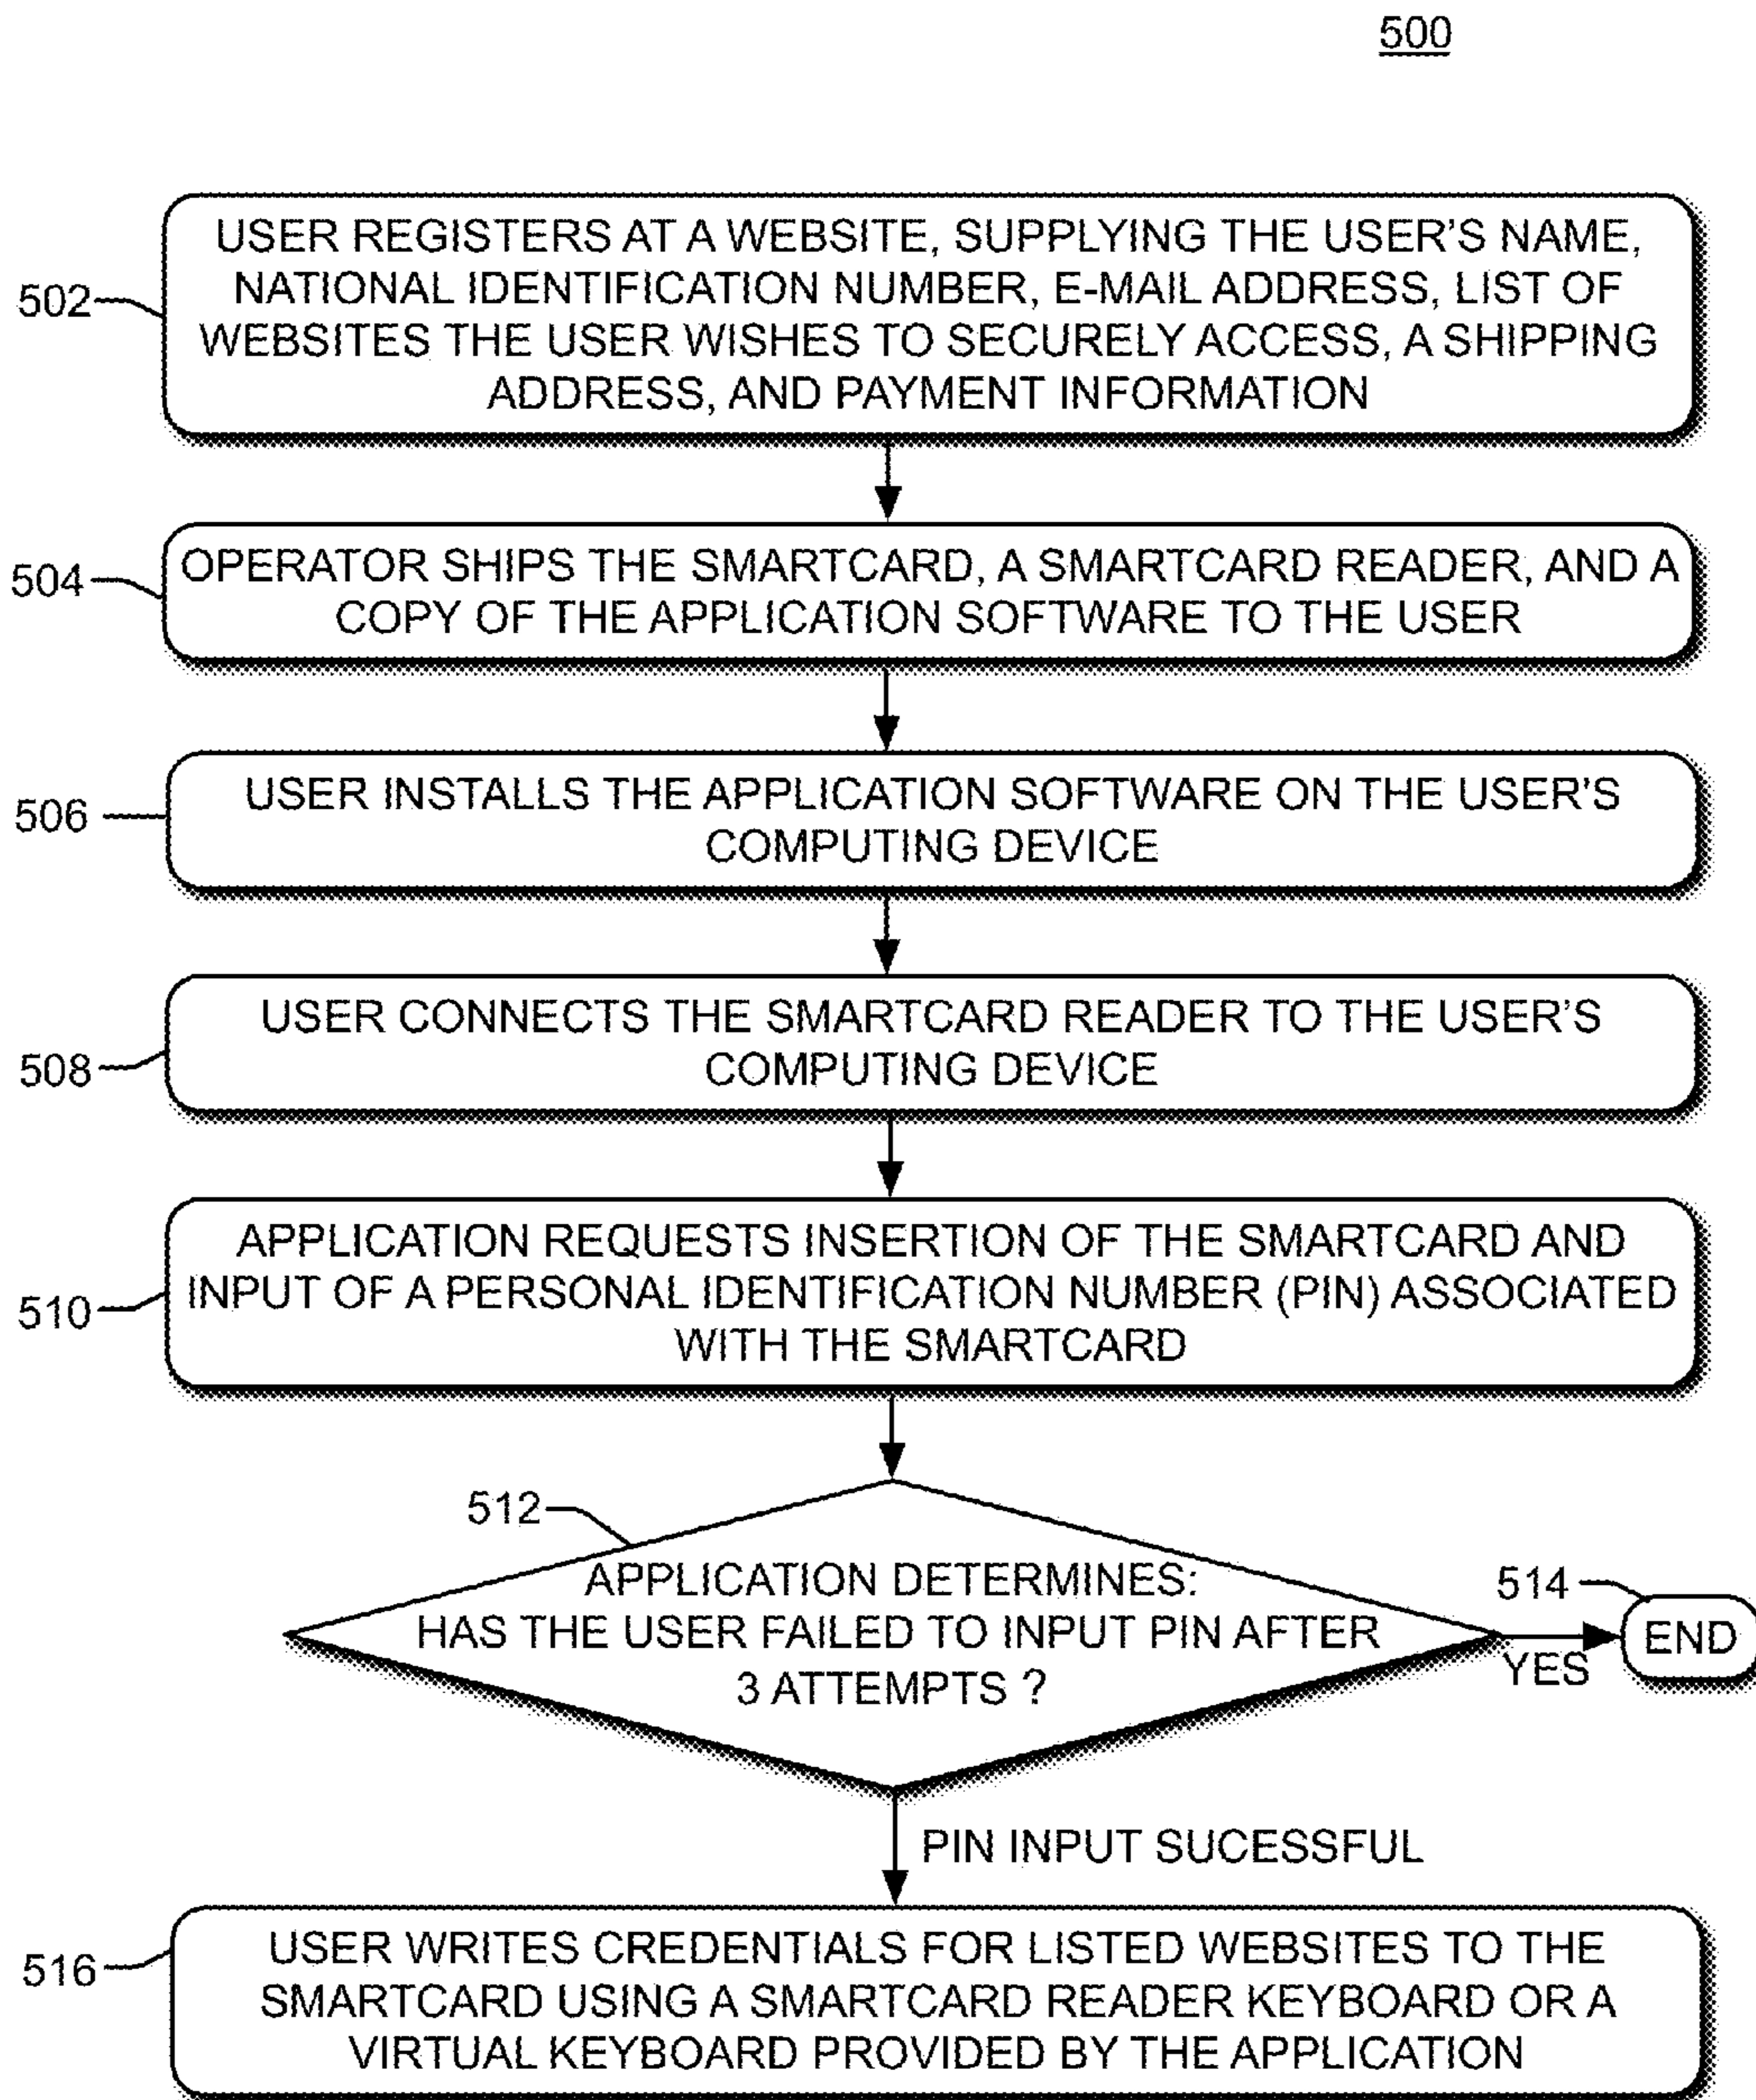 500
502
USER REGISTERS AT A WEBSITE, SUPPLYING THE USER'S NAME,
NATIONAL IDENTIFICATION NUMBER, E-MAIL ADDRESS, LIST OF
WEBSITES THE USER WISHES TO SECURELY ACCESS, A SHIPPING
ADDRESS, AND PAYMENT INFORMATION
504
OPERATOR SHIPS THE SMARTCARD, A SMARTCARD READER, AND A
COPY OF THE APPLICATION SOFTWARE TO THE USER
506
USER INSTALLS THE APPLICATION SOFTWARE ON THE USER'S
COMPUTING DEVICE
508
USER CONNECTS THE SMARTCARD READER TO THE USER'S
COMPUTING DEVICE
510
APPLICATION REQUESTS INSERTION OF THE SMARTCARD AND
INPUT OF A PERSONAL IDENTIFICATION NUMBER (PIN) ASSOCIATED
WITH THE SMARTCARD
512
APPLICATION DETERMINES:
HAS THE USER FAILED TO INPUT PIN AFTER
3 ATTEMPTS ?
514
END
YES
PIN INPUT SUCESSFUL
516
USER WRITES CREDENTIALS FOR LISTED WEBSITES TO THE
SMARTCARD USING A SMARTCARD READER KEYBOARD OR A
VIRTUAL KEYBOARD PROVIDED BY THE APPLICATION